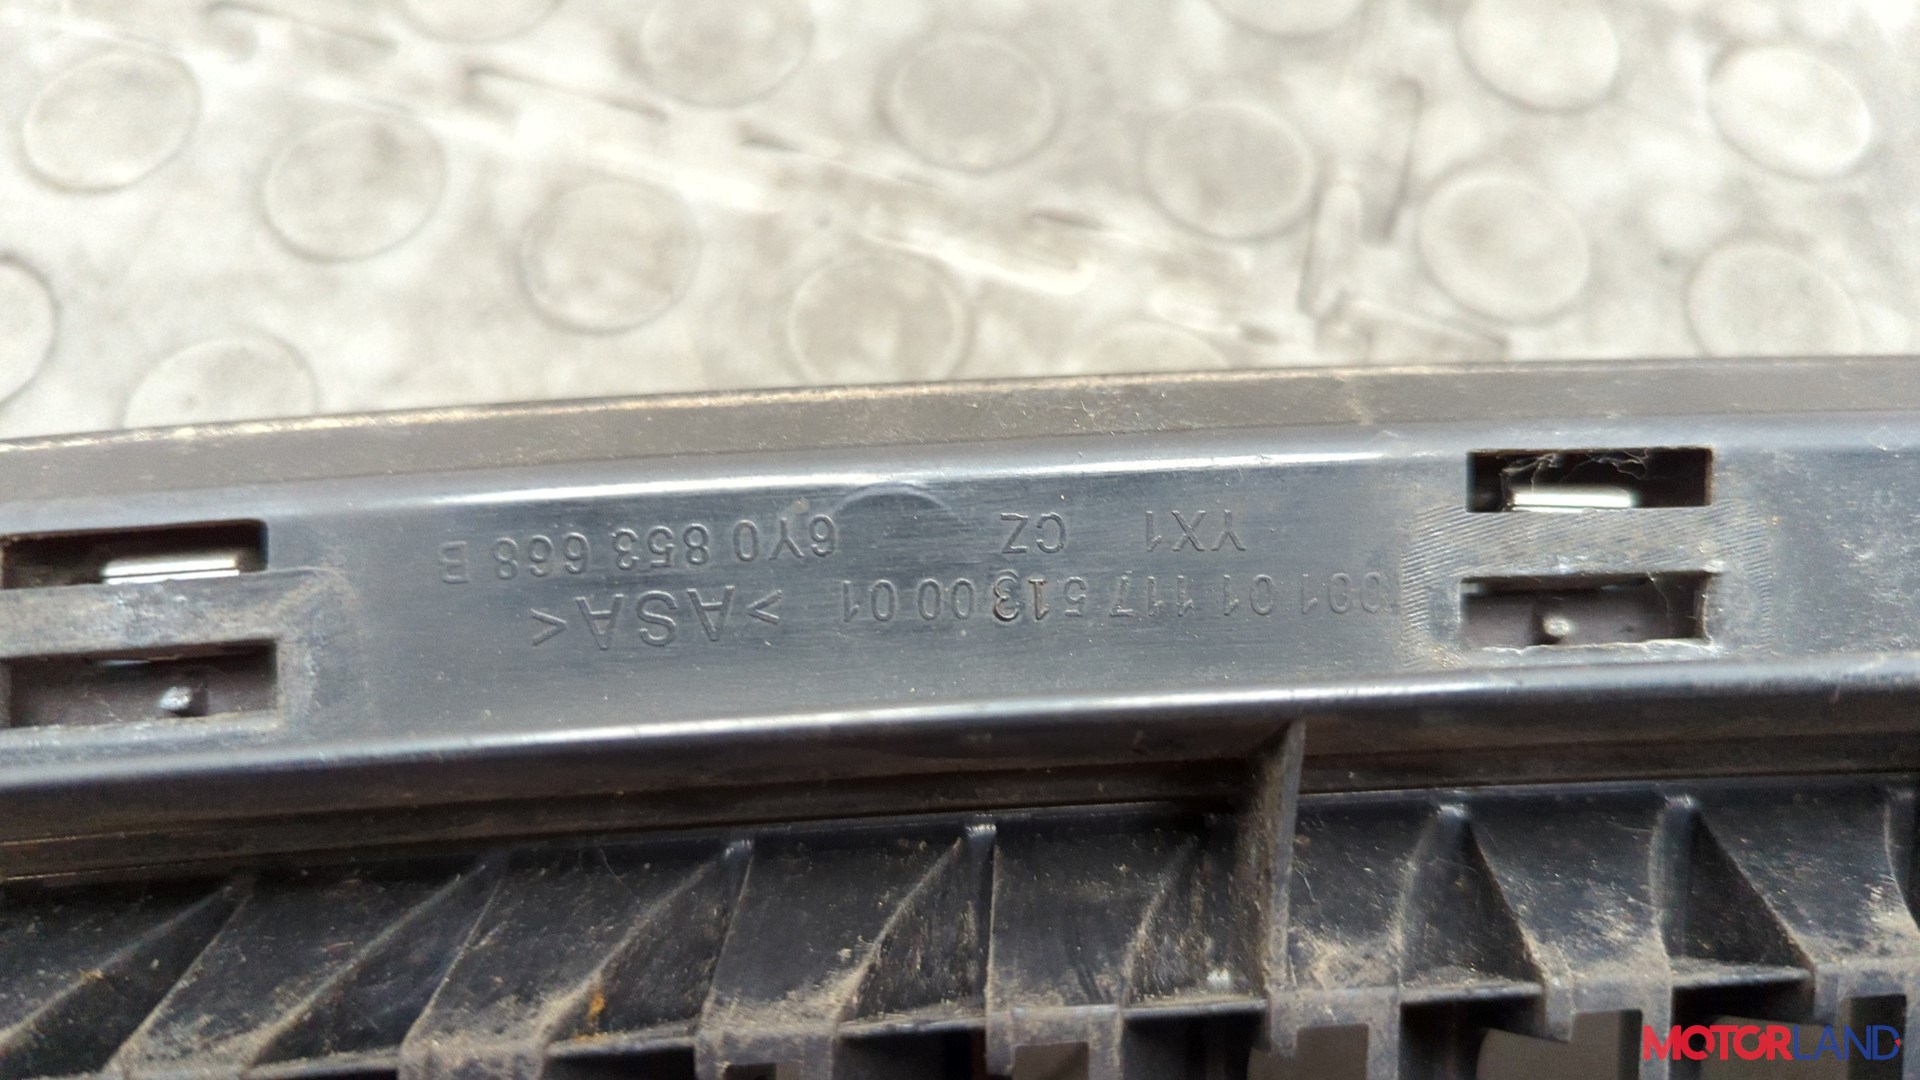 001 01 117 513 00 01 >ASA<
YX1 CZ 6Y0 853 668 B
MOTORLAND